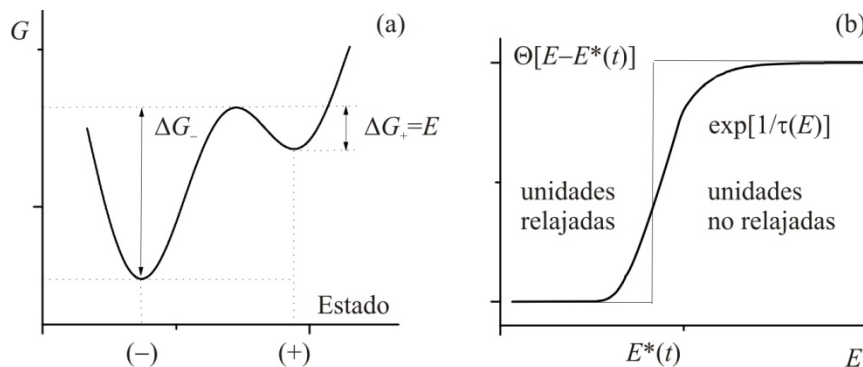 G
(a)
ΔG₋
ΔG₊=E
Estado
(−)
(+)
(b)
Θ[E−E*(t)]
exp[1/τ(E)]
unidades
relajadas
unidades
no relajadas
E*(t)
E